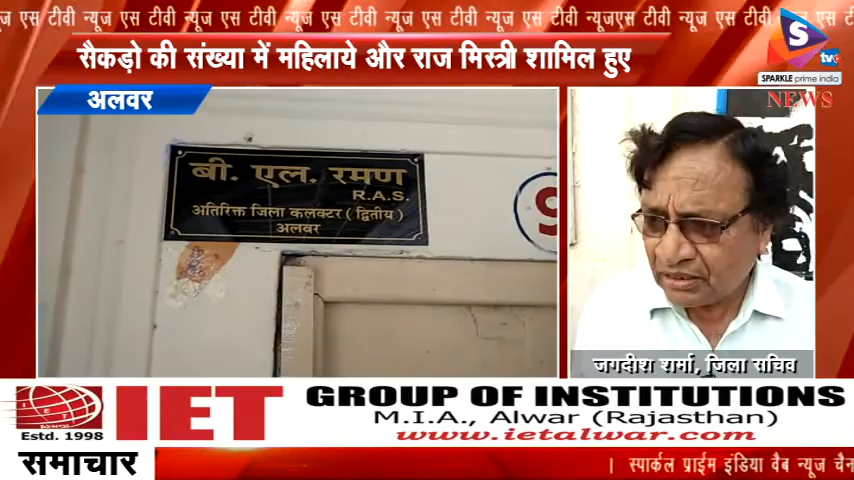 ज एस टीवी न्यूज एस टीवी न्यूज एस टीवी न्यूज एस टीवी न्यूज एस टीवी न्यूज एस टीवी न्यूजएस टीवी न्यूज एस टीवी
सैकड़ो की संख्या में महिलाये और राज मिस्त्री शामिल हुए
S
tv
SPARKLE prime india
NEWS
अलवर
बी. एल. रमण
R.A.S.
अतिरिक्त जिला कलक्टर (द्वितीय)
अलवर
9
जगदीश शर्मा, जिला सचिव
IET
Estd. 1998
IET
GROUP OF INSTITUTIONS
M.I.A., Alwar (Rajasthan)
www.ietalwar.com
समाचार
| स्पार्कल प्राईम इंडिया वैब न्यूज चैन